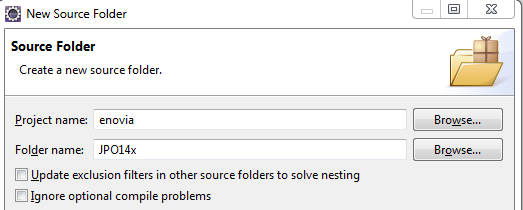 New Source Folder
Source Folder
Create a new source folder.
Project name: enovia Browse...
Folder name: JPO14x Browse...
Update exclusion filters in other source folders to solve nesting
Ignore optional compile problems